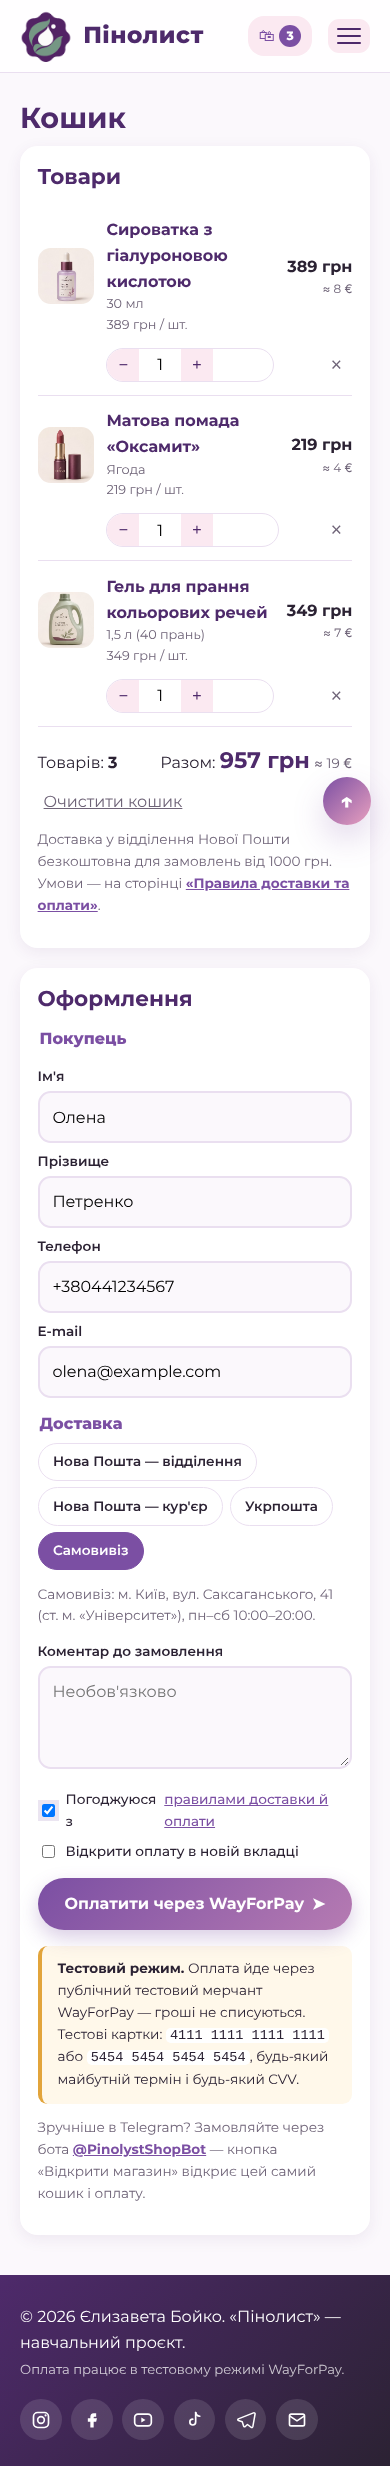 Пінолист
3
Кошик
Товари
Сироватка з
гіалуроновою
кислотою
30 мл
389 грн / шт.
389 грн
≈ 8 €
− 1 + ×
Матова помада
«Оксамит»
Ягода
219 грн / шт.
219 грн
≈ 4 €
− 1 + ×
Гель для прання
кольорових речей
1,5 л (40 прань)
349 грн / шт.
349 грн
≈ 7 €
− 1 + ×
Товарів: 3 Разом: 957 грн ≈ 19 €
Очистити кошик
Доставка у відділення Нової Пошти
безкоштовна для замовлень від 1000 грн.
Умови — на сторінці «Правила доставки та
оплати».
Оформлення
Покупець
Ім'я
Олена
Прізвище
Петренко
Телефон
+380441234567
E-mail
olena@example.com
Доставка
Нова Пошта — відділення
Нова Пошта — кур'єр Укрпошта
Самовивіз
Самовивіз: м. Київ, вул. Саксаганського, 41
(ст. м. «Університет»), пн–сб 10:00–20:00.
Коментар до замовлення
Необов'язково
Погоджуюся
з
правилами доставки й
оплати
Відкрити оплату в новій вкладці
Оплатити через WayForPay ➤
Тестовий режим. Оплата йде через
публічний тестовий мерчант
WayForPay — гроші не списуються.
Тестові картки: 4111 1111 1111 1111
або 5454 5454 5454 5454 , будь-який
майбутній термін і будь-який CVV.
Зручніше в Telegram? Замовляйте через
бота @PinolystShopBot — кнопка
«Відкрити магазин» відкриє цей самий
кошик і оплату.
© 2026 Єлизавета Бойко. «Пінолист» —
навчальний проєкт.
Оплата працює в тестовому режимі WayForPay.